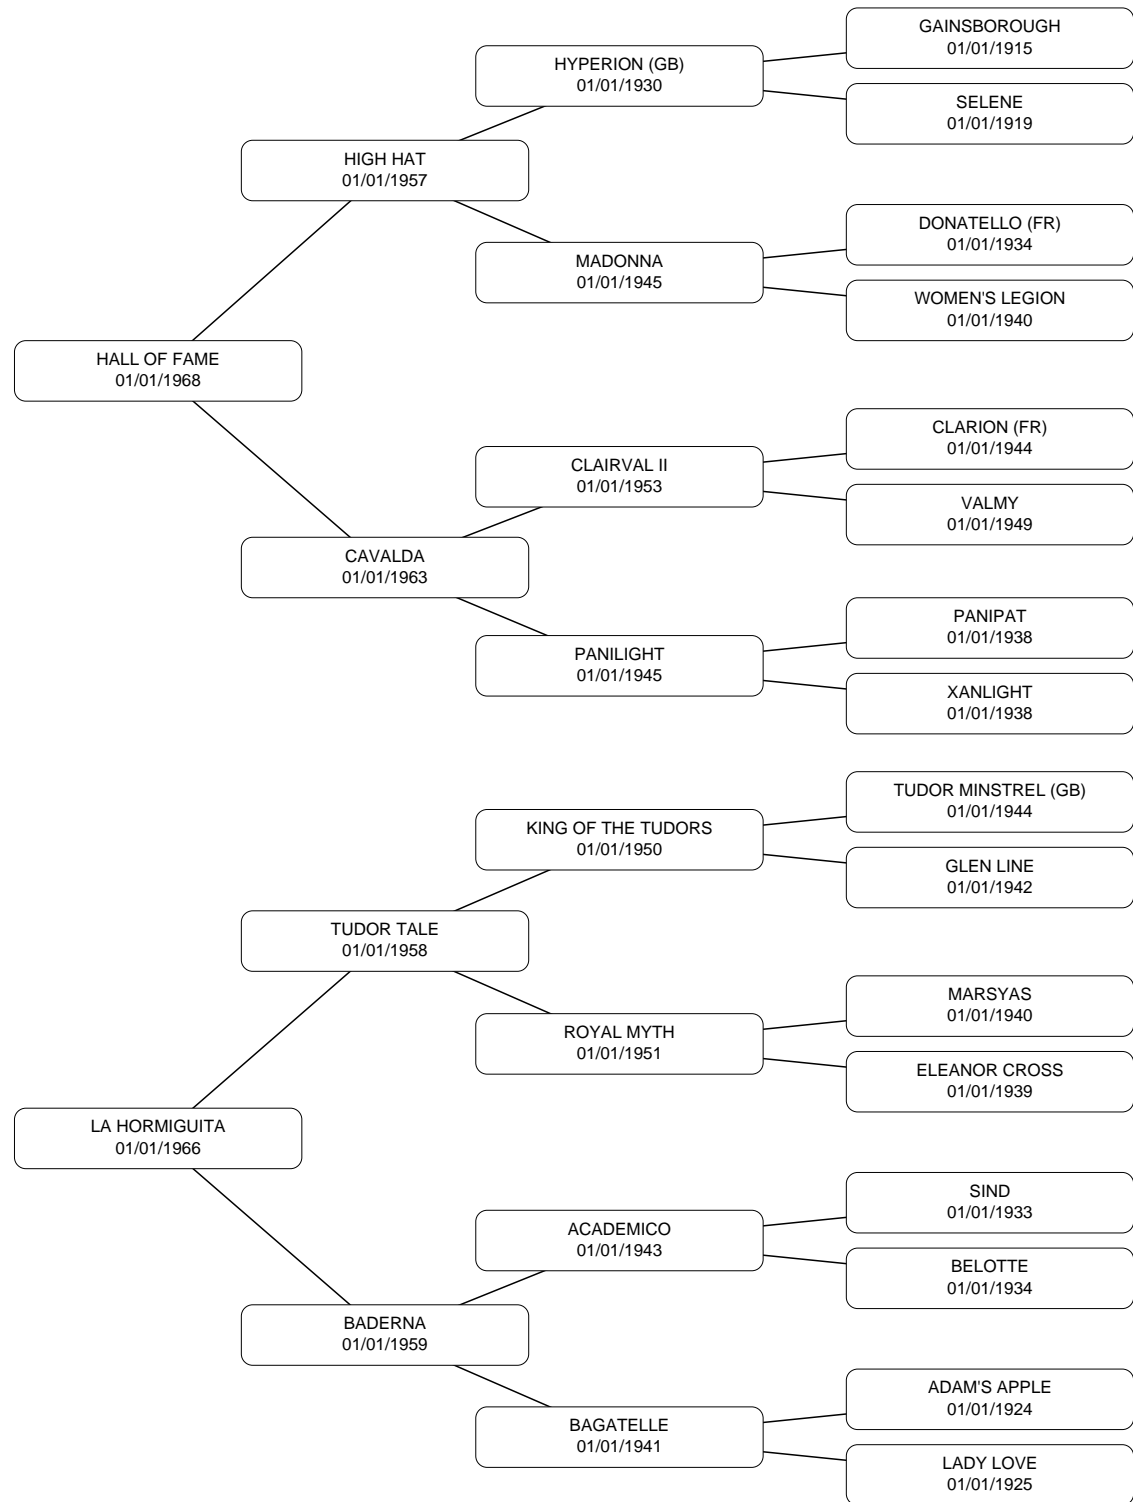 GAINSBOROUGH
01/01/1915
HYPERION (GB)
01/01/1930
SELENE
01/01/1919
HIGH HAT
01/01/1957
DONATELLO (FR)
01/01/1934
MADONNA
01/01/1945
WOMEN'S LEGION
01/01/1940
HALL OF FAME
01/01/1968
CLARION (FR)
01/01/1944
CLAIRVAL II
01/01/1953
VALMY
01/01/1949
CAVALDA
01/01/1963
PANIPAT
01/01/1938
PANILIGHT
01/01/1945
XANLIGHT
01/01/1938
TUDOR MINSTREL (GB)
01/01/1944
KING OF THE TUDORS
01/01/1950
GLEN LINE
01/01/1942
TUDOR TALE
01/01/1958
MARSYAS
01/01/1940
ROYAL MYTH
01/01/1951
ELEANOR CROSS
01/01/1939
LA HORMIGUITA
01/01/1966
SIND
01/01/1933
ACADEMICO
01/01/1943
BELOTTE
01/01/1934
BADERNA
01/01/1959
ADAM'S APPLE
01/01/1924
BAGATELLE
01/01/1941
LADY LOVE
01/01/1925